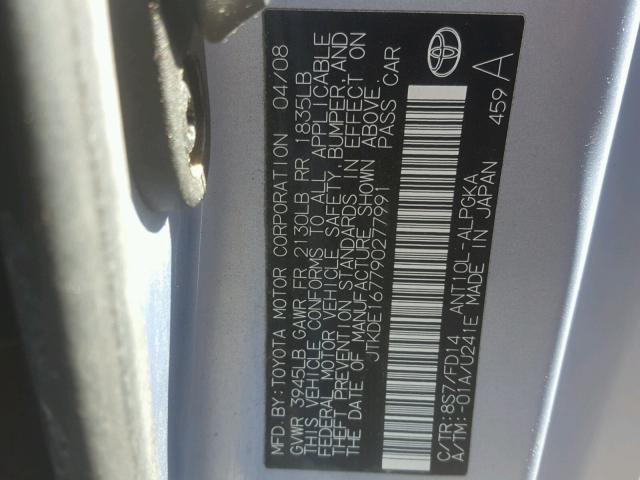 MFD. BY: TOYOTA MOTOR CORPORATION 04/08
GVWR 3945LB GAWR FR 2130LB RR 1835LB
THIS VEHICLE CONFORMS TO ALL APPLICABLE
FEDERAL MOTOR VEHICLE SAFETY, BUMPER, AND
THEFT PREVENTION STANDARDS IN EFFECT ON
THE DATE OF MANUFACTURE SHOWN ABOVE.
JTKDE167790277991 PASS CAR
C/TR:8S7/FD14 ANT10L-ALPGKA
A/TM:-01A/U241E MADE IN JAPAN
459 A